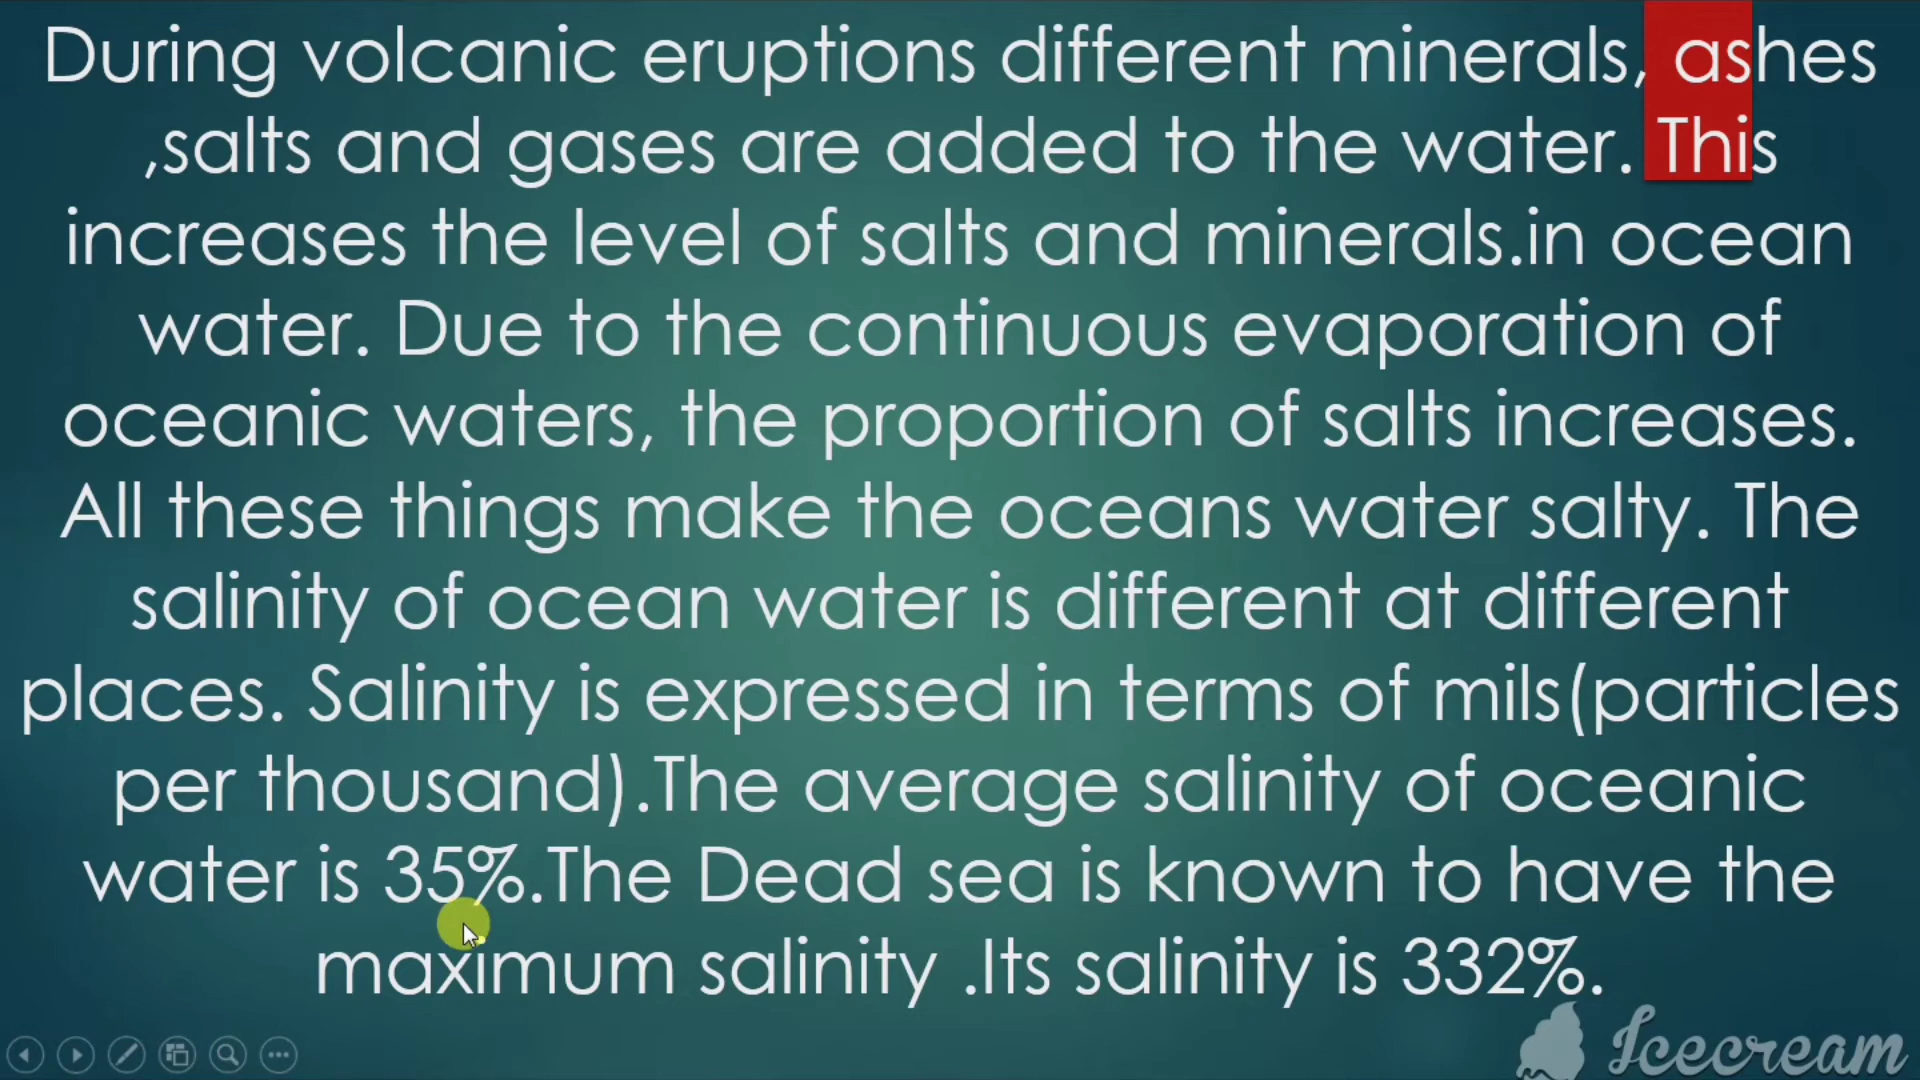 During volcanic eruptions different minerals, ashes
,salts and gases are added to the water. This
increases the level of salts and minerals.in ocean
water. Due to the continuous evaporation of
oceanic waters, the proportion of salts increases.
All these things make the oceans water salty. The
salinity of ocean water is different at different
places. Salinity is expressed in terms of mils(particles
per thousand).The average salinity of oceanic
water is 35%.The Dead sea is known to have the
maximum salinity .Its salinity is 332%.
Icecream